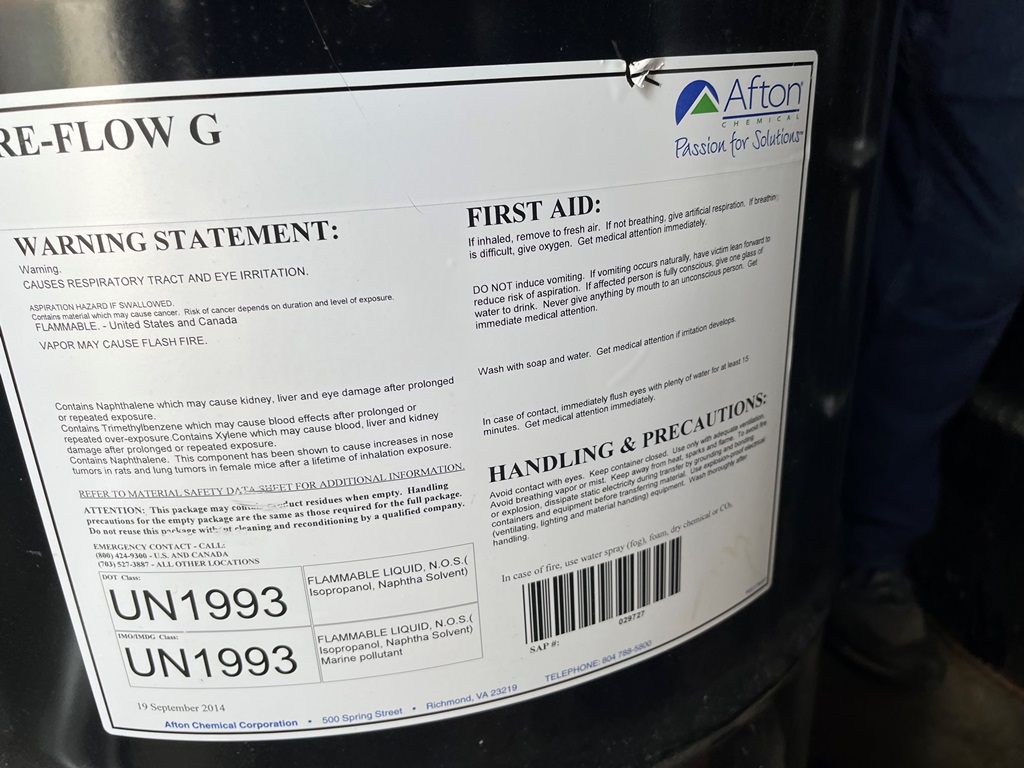 RE-FLOW G
Afton
CHEMICAL
Passion for Solutions™
WARNING STATEMENT:
Warning.
CAUSES RESPIRATORY TRACT AND EYE IRRITATION.
ASPIRATION HAZARD IF SWALLOWED.
Contains material which may cause cancer. Risk of cancer depends on duration and level of exposure.
FLAMMABLE. - United States and Canada
VAPOR MAY CAUSE FLASH FIRE.
Contains Naphthalene which may cause kidney, liver and eye damage after prolonged
or repeated exposure.
Contains Trimethylbenzene which may cause blood effects after prolonged or
repeated over-exposure.Contains Xylene which may cause blood, liver and kidney
damage after prolonged or repeated exposure.
Contains Naphthalene. This component has been shown to cause increases in nose
tumors in rats and lung tumors in female mice after a lifetime of inhalation exposure.
REFER TO MATERIAL SAFETY DATA SHEET FOR ADDITIONAL INFORMATION.
ATTENTION: This package may duct residues when empty. Handling
precautions for the empty package are the same as those required for the full package.
Do not reuse this package without cleaning and reconditioning by a qualified company.
EMERGENCY CONTACT - CALL:
(800) 424-9300 - U.S. AND CANADA
(703) 527-3887 - ALL OTHER LOCATIONS
DOT Class:
UN1993
FLAMMABLE LIQUID, N.O.S.(
Isopropanol, Naphtha Solvent)
IMO/IMDG Class:
UN1993
FLAMMABLE LIQUID, N.O.S.(
Isopropanol, Naphtha Solvent)
Marine pollutant
FIRST AID:
If inhaled, remove to fresh air. If not breathing, give artificial respiration. If breathing
is difficult, give oxygen. Get medical attention immediately.
DO NOT induce vomiting. If vomiting occurs naturally, have victim lean forward to
reduce risk of aspiration. If affected person is fully conscious, give one glass of
water to drink. Never give anything by mouth to an unconscious person. Get
immediate medical attention.
Wash with soap and water. Get medical attention if irritation develops.
In case of contact, immediately flush eyes with plenty of water for at least 15
minutes. Get medical attention immediately.
HANDLING & PRECAUTIONS:
Avoid contact with eyes. Keep container closed. Use only with adequate ventilation.
Avoid breathing vapor or mist. Keep away from heat, sparks and flame. To avoid fire
or explosion, dissipate static electricity during transfer by grounding and bonding
containers and equipment before transferring material. Use explosion-proof electrical
(ventilating, lighting and material handling) equipment. Wash thoroughly after
handling.
In case of fire, use water spray (fog), foam, dry chemical or CO₂.
029727
SAP #:
19 September 2014
Afton Chemical Corporation • 500 Spring Street • Richmond, VA 23219 TELEPHONE: 804 788-5800